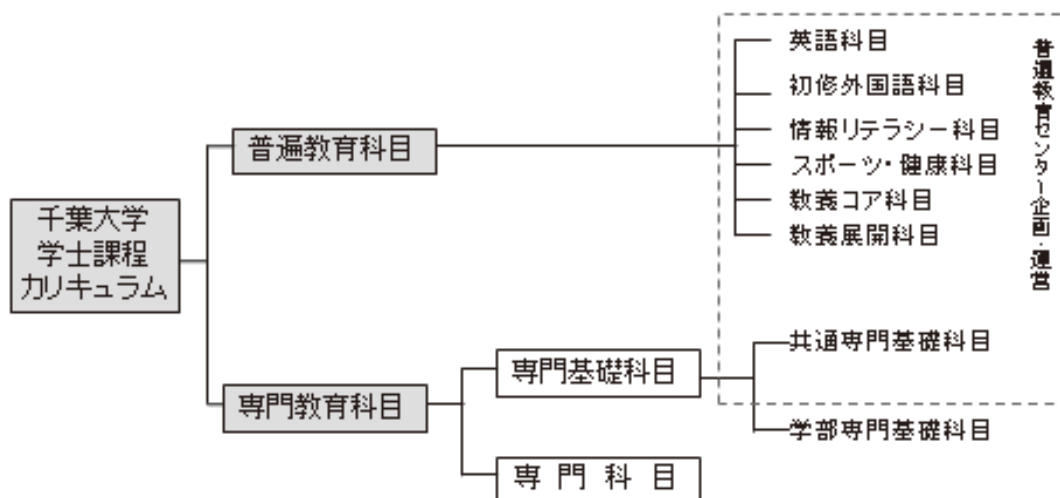 千葉大学
学士課程
カリキュラム
普遍教育科目
英語科目
初修外国語科目
情報リテラシー科目
スポーツ・健康科目
教養コア科目
教養展開科目
普遍教育センター企画・運営
専門教育科目
専門基礎科目
共通専門基礎科目
学部専門基礎科目
専門科目